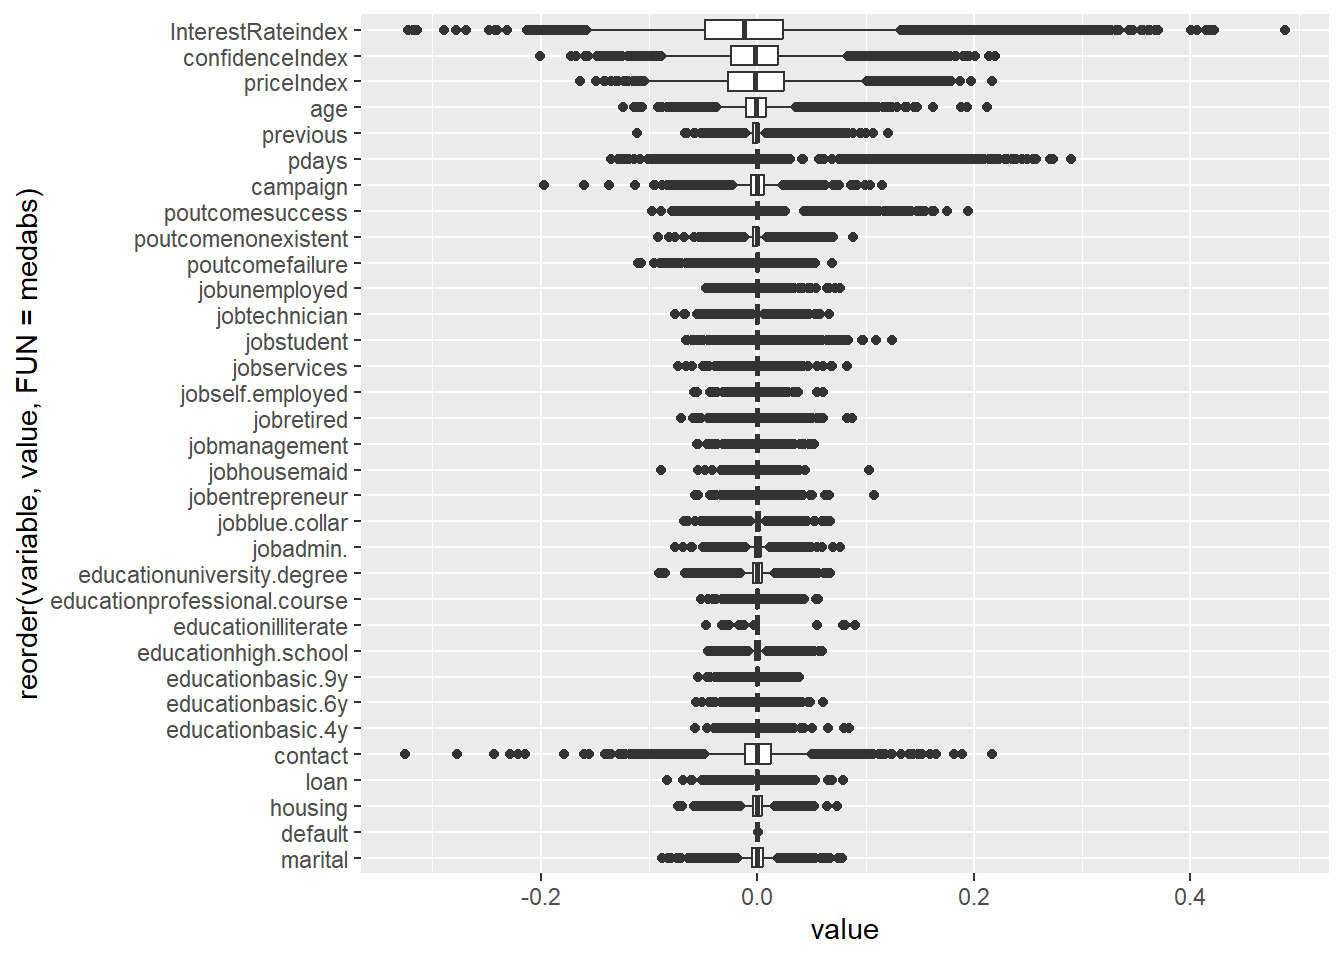 reorder(variable, value, FUN = medabs)
InterestRateindex
confidenceIndex
priceIndex
age
previous
pdays
campaign
poutcomesuccess
poutcomenonexistent
poutcomefailure
jobunemployed
jobtechnician
jobstudent
jobservices
jobself.employed
jobretired
jobmanagement
jobhousemaid
jobentrepreneur
jobblue.collar
jobadmin.
educationuniversity.degree
educationprofessional.course
educationilliterate
educationhigh.school
educationbasic.9y
educationbasic.6y
educationbasic.4y
contact
loan
housing
default
marital
-0.2 0.0 0.2 0.4
value